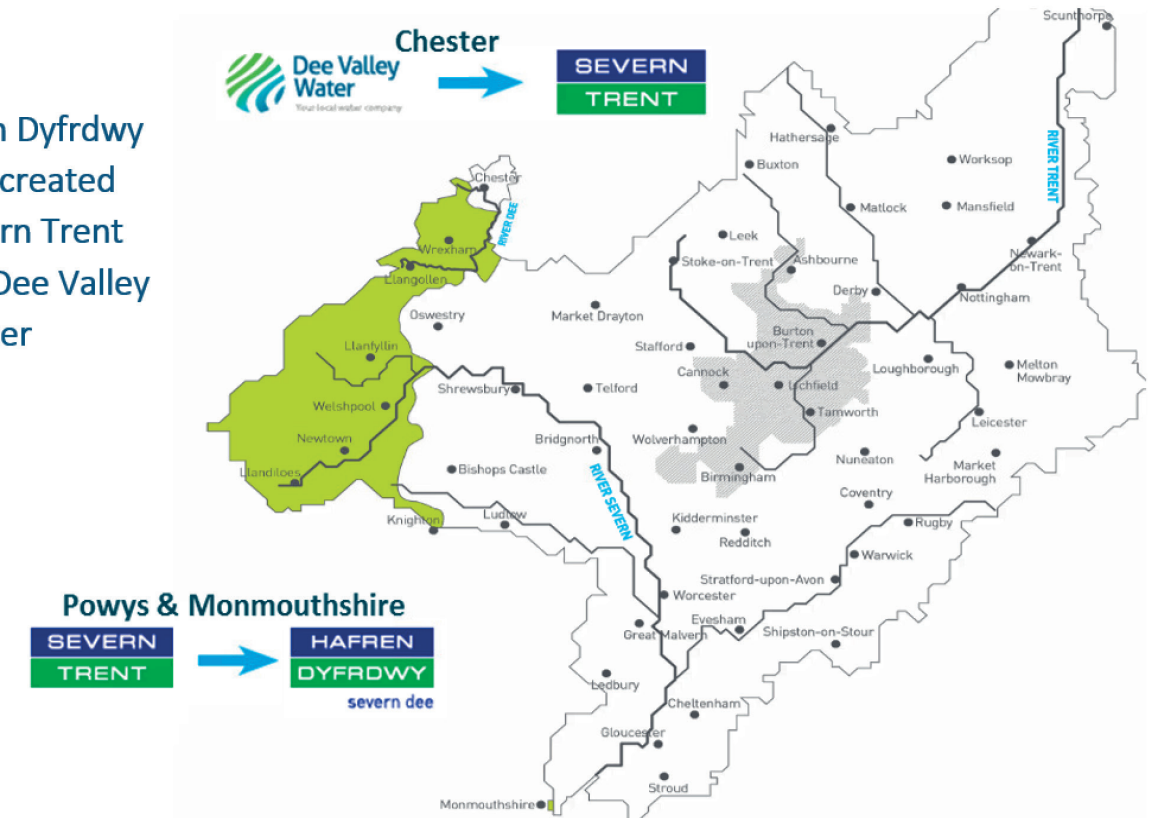 Chester
Dee Valley
Water
Your local water company
SEVERN
TRENT
n Dyfrdwy
created
rn Trent
Dee Valley
er
Scunthorpe
Hathersage
Buxton
Worksop
RIVER TRENT
Chester
Matlock
Mansfield
RIVER DEE
Leek
Wrexham
Newark-
on-Trent
Stoke-on-Trent
Ashbourne
Llangollen
Derby
Nottingham
Oswestry
Market Drayton
Burton
upon-Trent
Llanfyllin
Stafford
Loughborough
Melton
Mowbray
Cannock
Shrewsbury
Telford
Lichfield
Welshpool
Tamworth
Leicester
Newtown
Bridgnorth
Wolverhampton
Nuneaton
Market
Harborough
Llandiloes
Bishops Castle
Birmingham
RIVER SEVERN
Coventry
Knighton
Ludlow
Kidderminster
Redditch
Rugby
Warwick
Stratford-upon-Avon
Powys & Monmouthshire
Worcester
SEVERN
TRENT
HAFREN
DYFRDWY
severn dee
Evesham
Great Malvern
Shipston-on-Stour
Ledbury
Cheltenham
Gloucester
Stroud
Monmouthshire